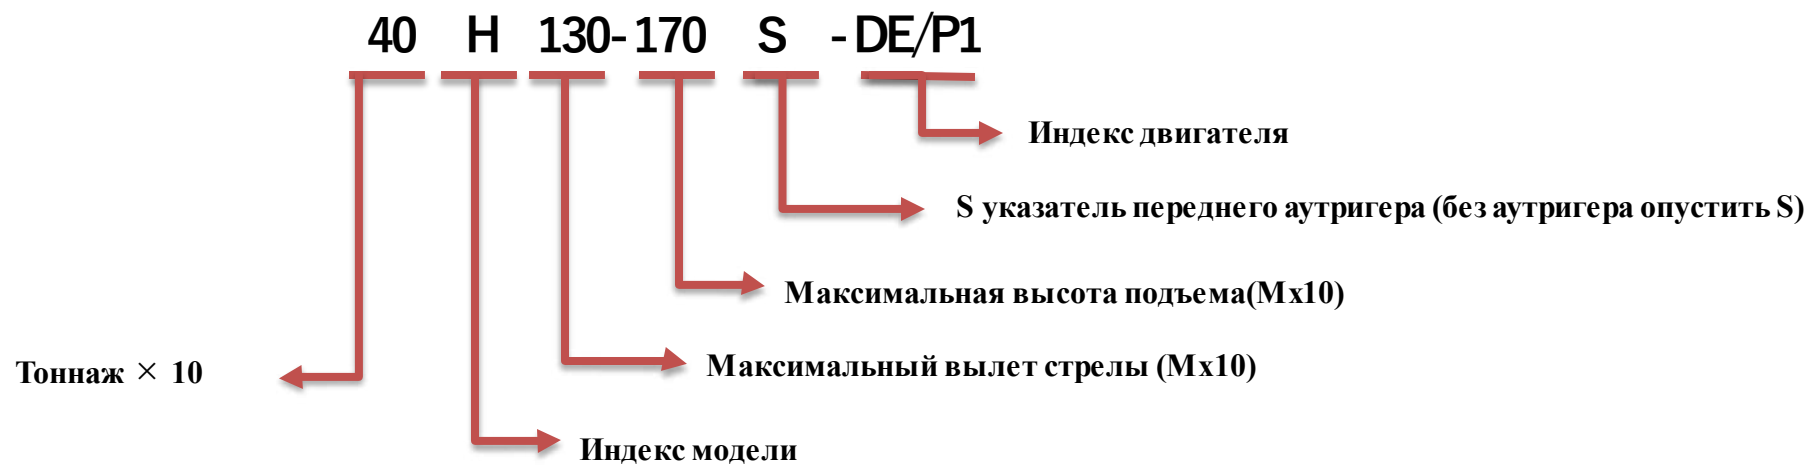 40 H 130-170 S -DE/P1
Индекс двигателя
S указатель переднего аутригера (без аутригера опустить S)
Максимальная высота подъема(Мx10)
Максимальный вылет стрелы (Мx10)
Тоннаж × 10
Индекс модели